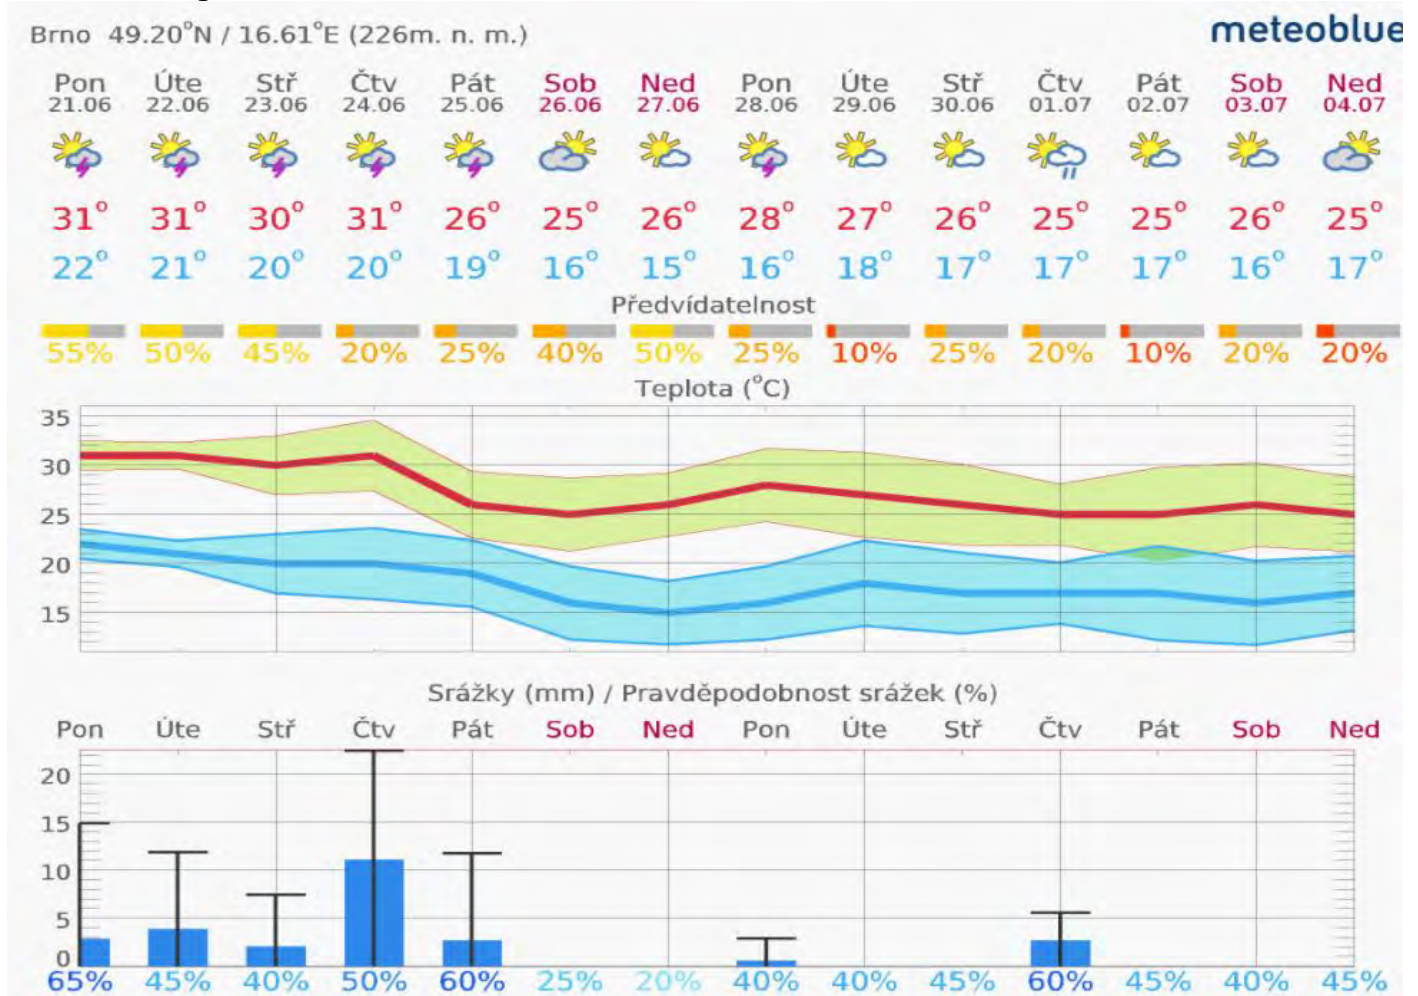 Brno 49.20°N / 16.61°E (226m. n. m.)
meteoblue
Pon Úte Stř Čtv Pát Sob Ned Pon Úte Stř Čtv Pát Sob Ned
21.06 22.06 23.06 24.06 25.06 26.06 27.06 28.06 29.06 30.06 01.07 02.07 03.07 04.07
31° 31° 30° 31° 26° 25° 26° 28° 27° 26° 25° 25° 26° 25°
22° 21° 20° 20° 19° 16° 15° 16° 18° 17° 17° 17° 16° 17°
Předvídatelnost
55% 50% 45% 20% 25% 40% 50% 25% 10% 25% 20% 10% 20% 20%
Teplota (°C)
35
30
25
20
15
Srážky (mm) / Pravděpodobnost srážek (%)
Pon Úte Stř Čtv Pát Sob Ned Pon Úte Stř Čtv Pát Sob Ned
20
15
10
5
0
65% 45% 40% 50% 60% 25% 20% 40% 40% 45% 60% 45% 40% 45%